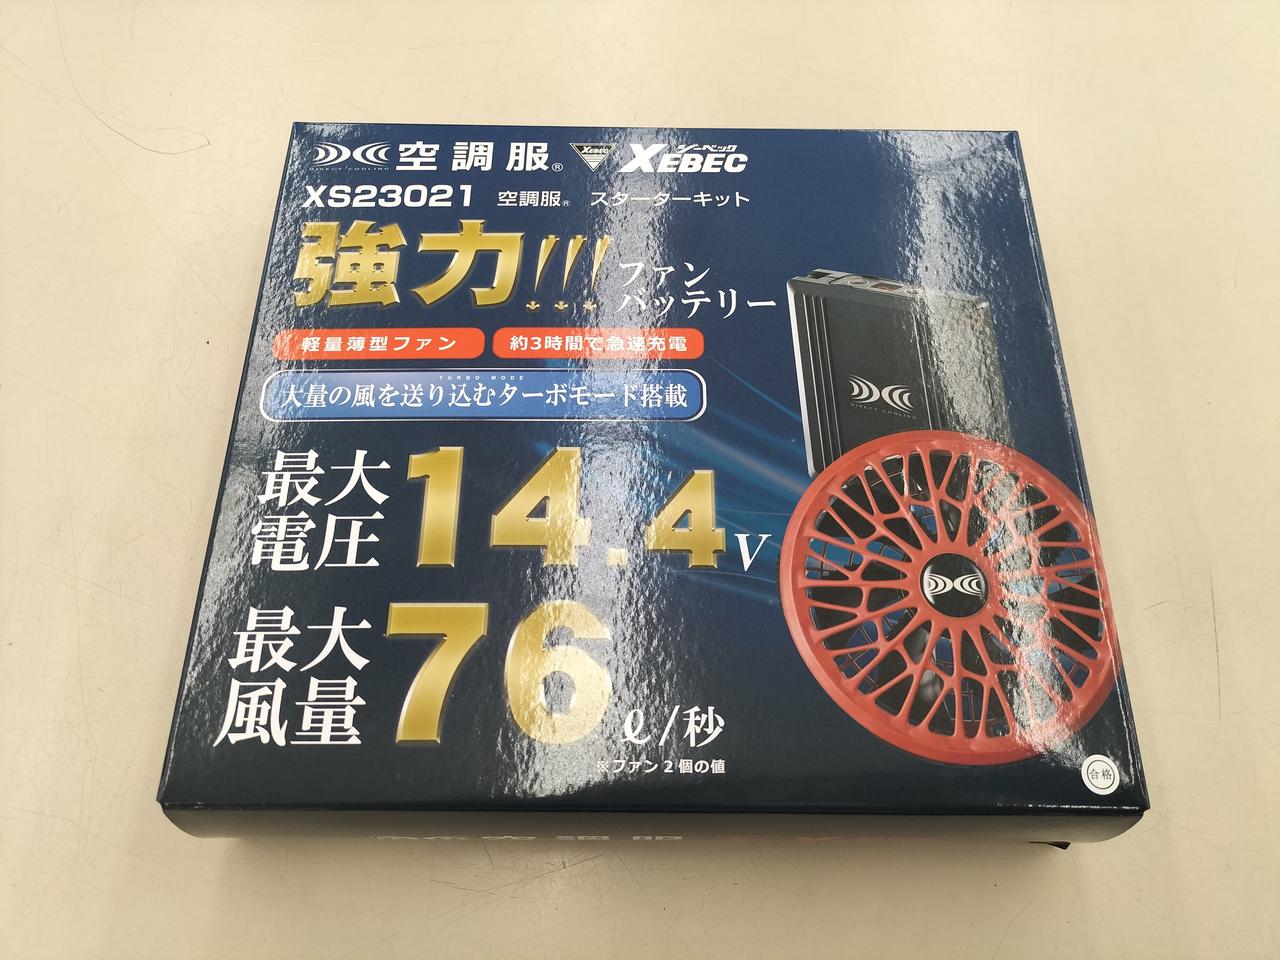 DIRECT COOLING 空調服® XEBEC ジーベック XEBEC
XS23021 空調服® スターターキット
強力!!! ファン
バッテリー
軽量薄型ファン 約3時間で急速充電
TURBO MODE
大量の風を送り込むターボモード搭載
DIRECT COOLING
最大
電圧 14.4V
最大
風量 76ℓ/秒
※ファン2個の値
合格